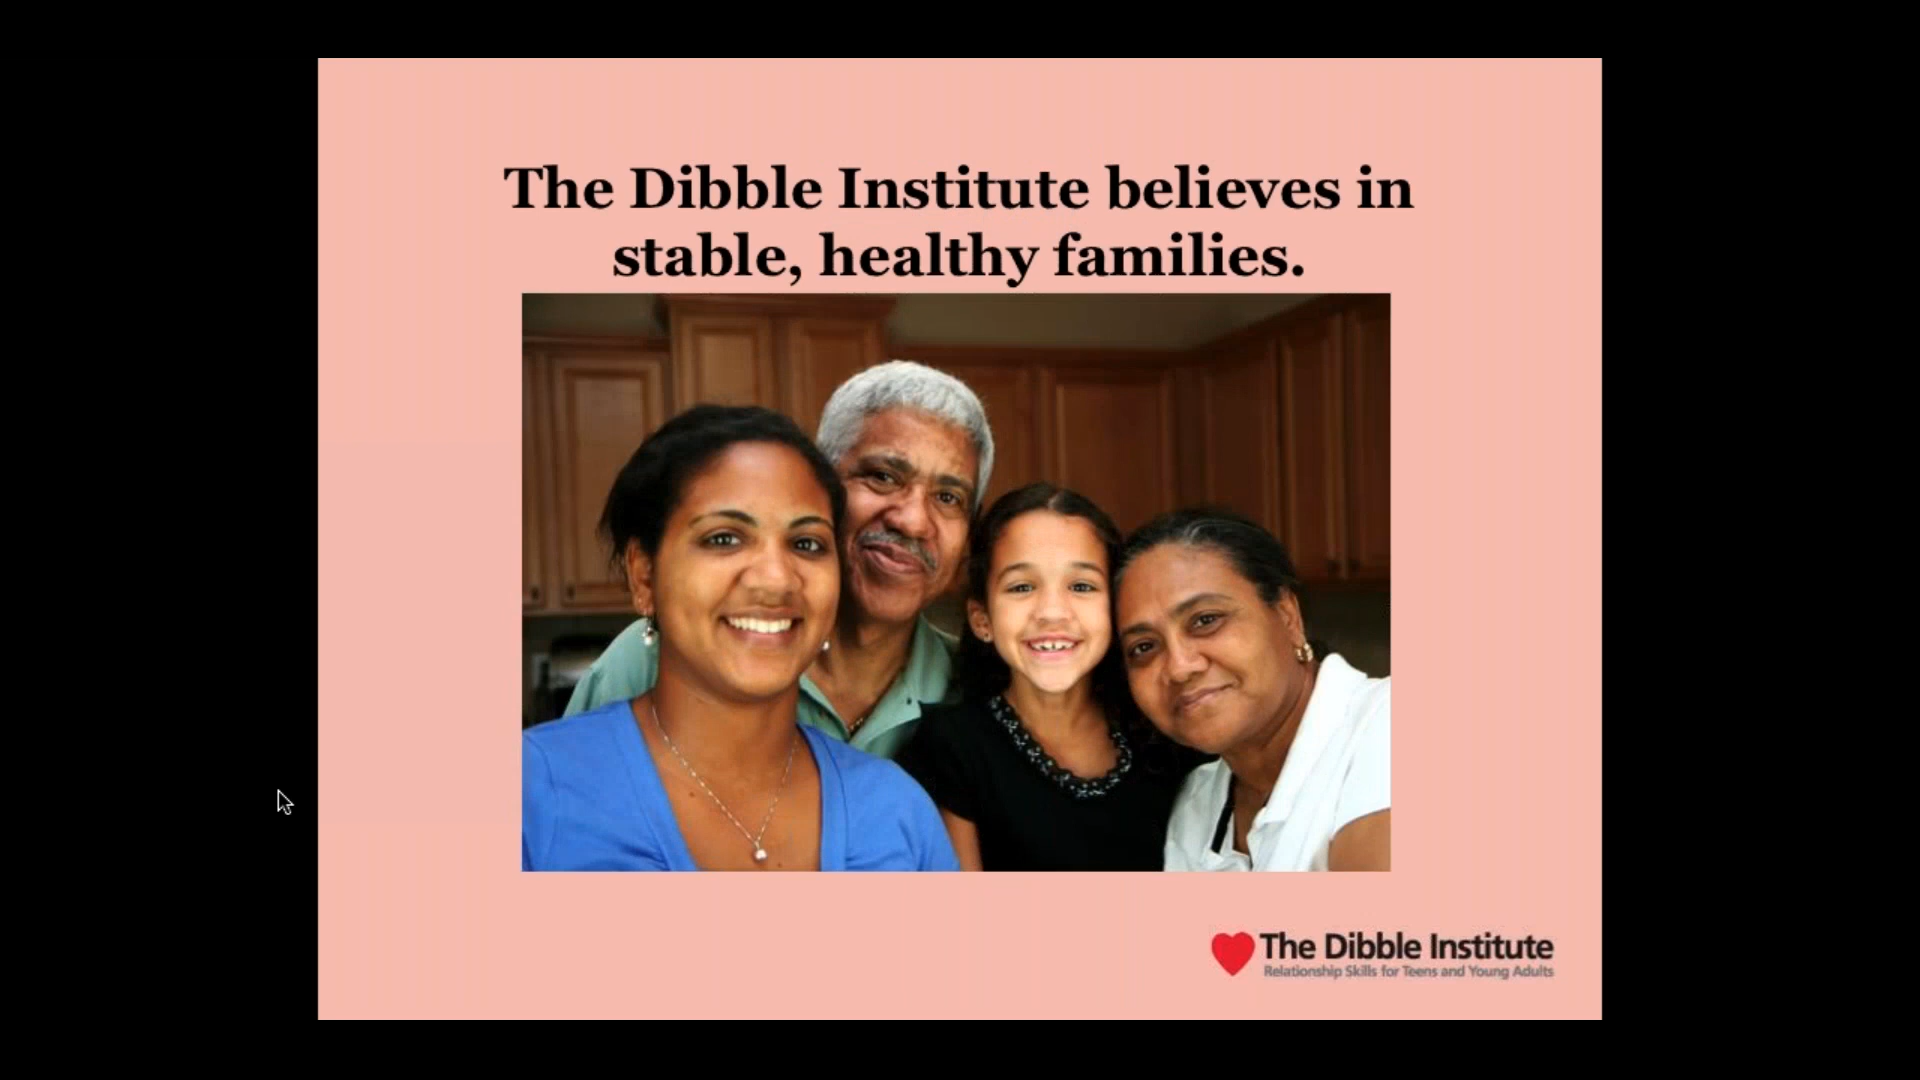 The Dibble Institute believes in
stable, healthy families.
The Dibble Institute
Relationship Skills for Teens and Young Adults